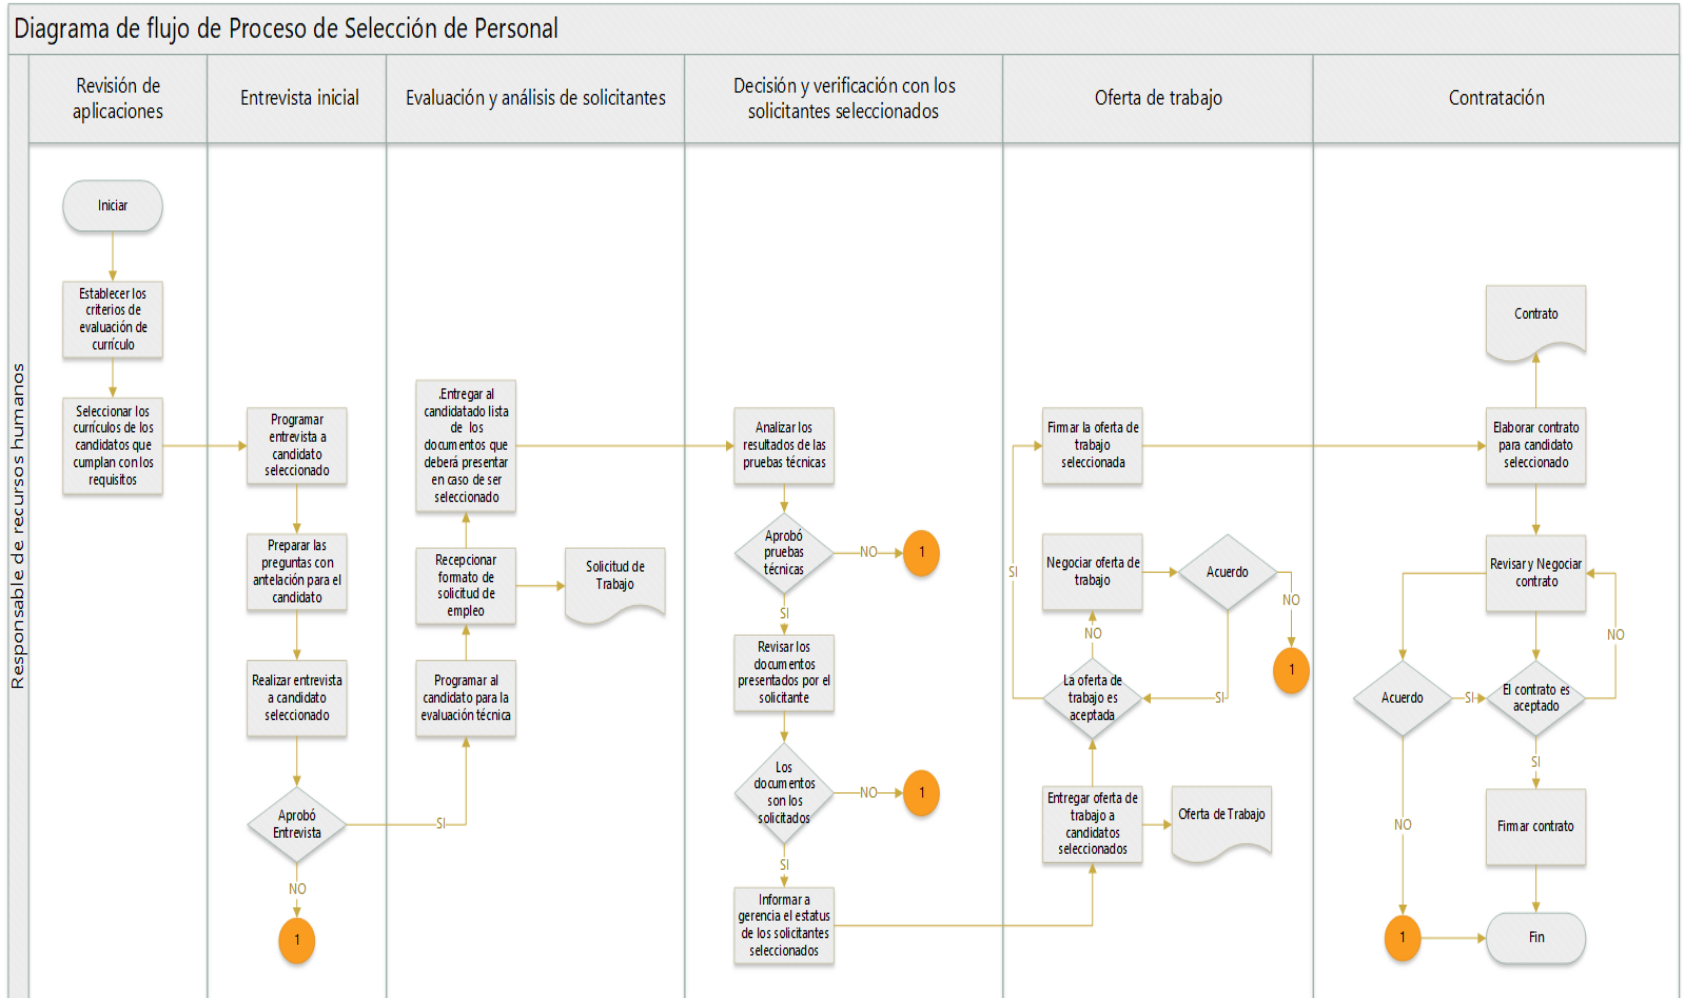 Diagrama de flujo de Proceso de Selección de Personal
Responsable de recursos humanos
Revisión de
aplicaciones
Entrevista inicial
Evaluación y análisis de solicitantes
Decisión y verificación con los
solicitantes seleccionados
Oferta de trabajo
Contratación
Iniciar
Establecer los
criterios de
evaluación de
currículo
Seleccionar los
currículos de los
candidatos que
cumplan con los
requisitos
Programar
entrevista a
candidato
seleccionado
Preparar las
preguntas con
antelación para el
candidato
Realizar entrevista
a candidato
seleccionado
Aprobó
Entrevista
SI
NO
1
.Entregar al
candidatado lista
de los
documentos que
deberá presentar
en caso de ser
seleccionado
Recepcionar
formato de
solicitud de
empleo
Solicitud de
Trabajo
Programar al
candidato para la
evaluación técnica
Analizar los
resultados de las
pruebas técnicas
Aprobó
pruebas
técnicas
NO
1
SI
Revisar los
documentos
presentados por el
solicitante
Los
documentos
son los
solicitados
NO
1
SI
Informar a
gerencia el estatus
de los solicitantes
seleccionados
Firmar la oferta de
trabajo
seleccionada
SI
Negociar oferta de
trabajo
Acuerdo
NO
1
NO
SI
La oferta de
trabajo es
aceptada
Entregar oferta de
trabajo a
candidatos
seleccionados
Oferta de Trabajo
Contrato
Elaborar contrato
para candidato
seleccionado
Revisar y Negociar
contrato
NO
Acuerdo
SI
El contrato es
aceptado
SI
NO
Firmar contrato
1
Fin